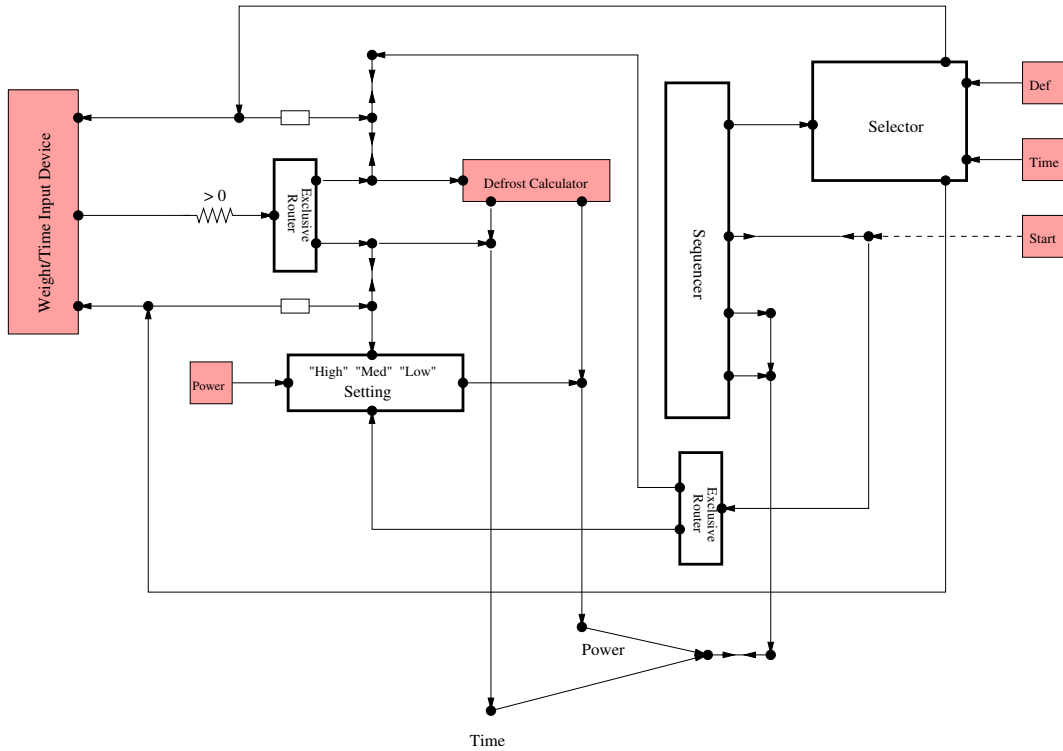 Def
Selector
Time
Weight/Time Input Device
> 0
Exclusive
Router
Defrost Calculator
Sequencer
Start
"High" "Med" "Low"
Setting
Power
Exclusive
Router
Power
Time